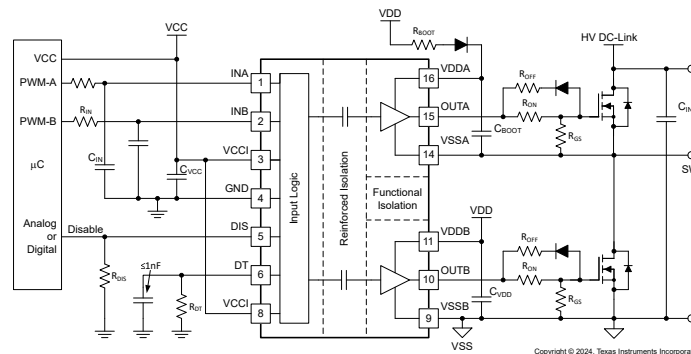 VCC
PWM-A
PWM-B
µC
Analog
or
Digital
Disable
RIN
CIN
RDIS
≤1nF
RDT
VCC
CVCC
INA
INB
VCCI
GND
DIS
DT
VCCI
1
2
3
4
5
6
8
Input Logic
Reinforced Isolation
Functional
Isolation
VDD
RBOOT
VDDA
16
OUTA
15
VSSA
14
CBOOT
ROFF
RON
RGS
HV DC-Link
CIN
SW
VDD
VDDB
11
OUTB
10
VSSB
9
CVDD
VSS
ROFF
RON
RGS
Copyright © 2024, Texas Instruments